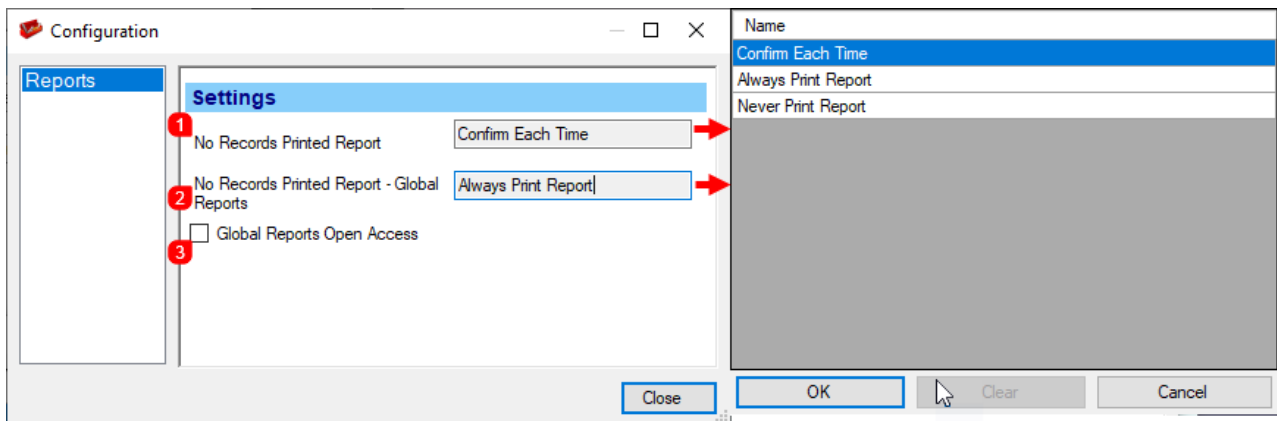 Configuration
Reports
Settings
1
No Records Printed Report
Confirm Each Time
No Records Printed Report - Global
Reports
2
Always Print Report
Global Reports Open Access
3
Close
Name
Confirm Each Time
Always Print Report
Never Print Report
OK
Clear
Cancel